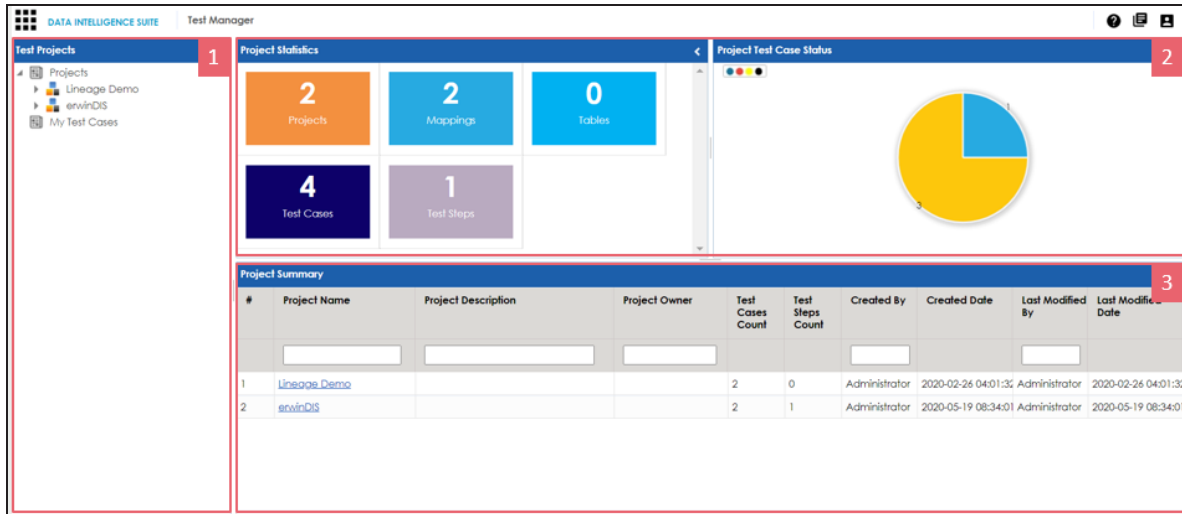 DATA INTELLIGENCE SUITE Test Manager
Test Projects 1
Projects
Lineage Demo
erwinDIS
My Test Cases
Project Statistics
2 2 0
Projects Mappings Tables
4 1
Test Cases Test Steps
Project Test Case Status 2
1
3
Project Summary 3
# Project Name Project Description Project Owner Test Cases Count Test Steps Count Created By Created Date Last Modified By Last Modified Date
1 Lineage Demo 2 0 Administrator 2020-02-26 04:01:32 Administrator 2020-02-26 04:01:32
2 erwinDIS 2 1 Administrator 2020-05-19 08:34:01 Administrator 2020-05-19 08:34:01